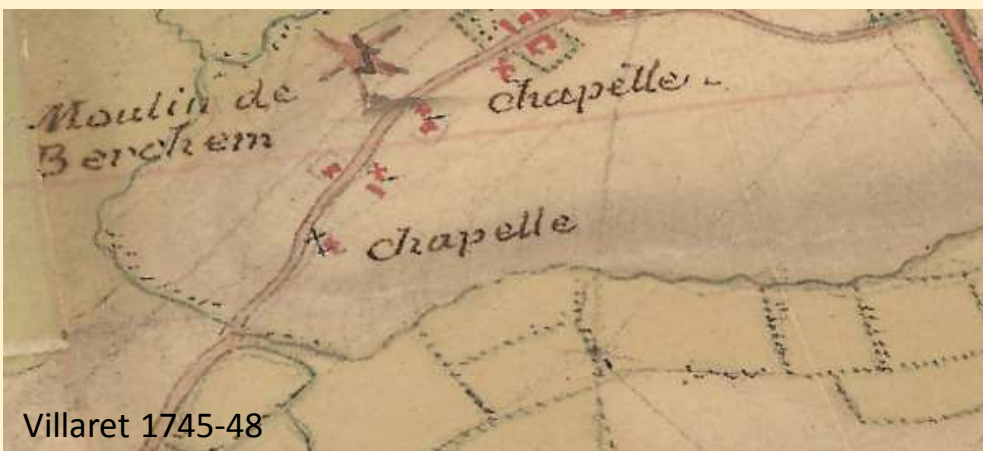 Moulin de
Berchem
chapelle.
chapelle
Villaret 1745-48